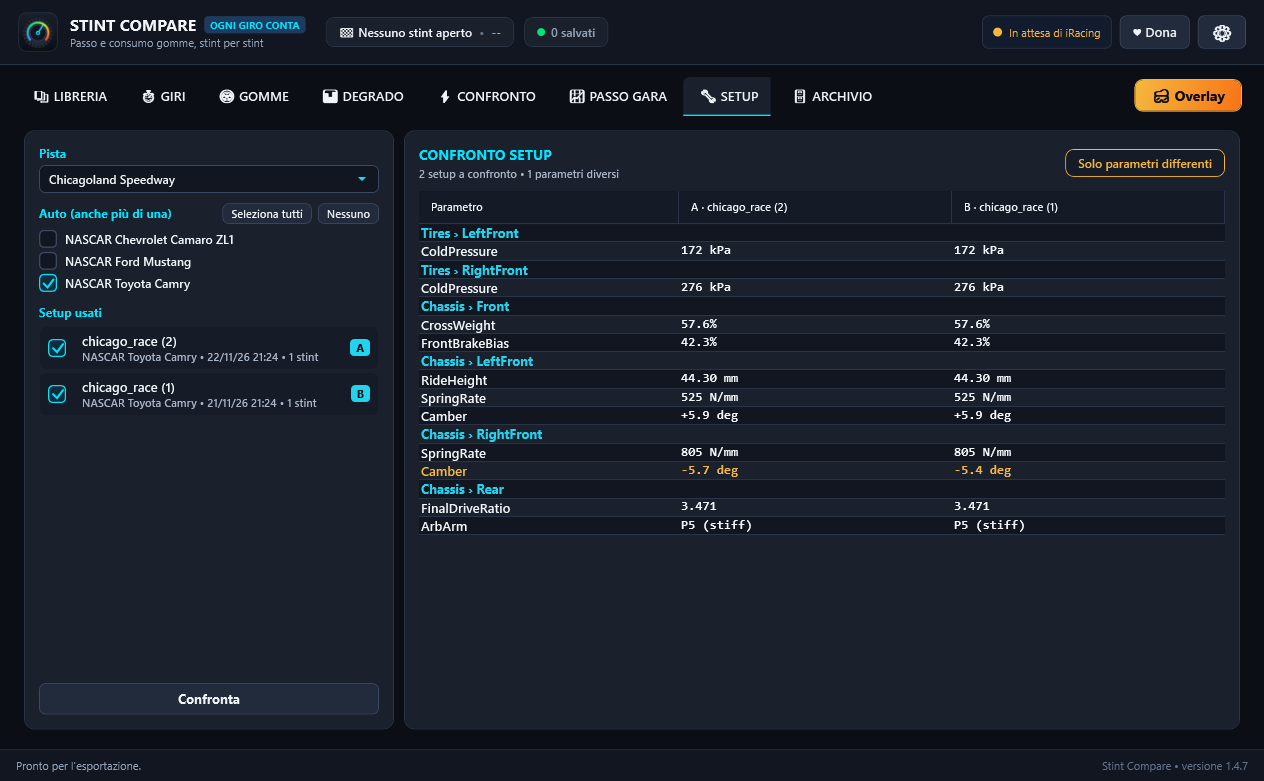 STINT COMPARE OGNI GIRO CONTA
Passo e consumo gomme, stint per stint
Nessuno stint aperto • --
0 salvati
In attesa di iRacing
♥ Dona
LIBRERIA
GIRI
GOMME
DEGRADO
CONFRONTO
PASSO GARA
SETUP
ARCHIVIO
Overlay
Pista
Chicagoland Speedway
Auto (anche più di una)
Seleziona tutti
Nessuno
NASCAR Chevrolet Camaro ZL1
NASCAR Ford Mustang
NASCAR Toyota Camry
Setup usati
chicago_race (2)
NASCAR Toyota Camry • 22/11/26 21:24 • 1 stint
A
chicago_race (1)
NASCAR Toyota Camry • 21/11/26 21:24 • 1 stint
B
Confronta
CONFRONTO SETUP
2 setup a confronto • 1 parametri diversi
Solo parametri differenti
Parametro A · chicago_race (2) B · chicago_race (1)
Tires › LeftFront
ColdPressure 172 kPa 172 kPa
Tires › RightFront
ColdPressure 276 kPa 276 kPa
Chassis › Front
CrossWeight 57.6% 57.6%
FrontBrakeBias 42.3% 42.3%
Chassis › LeftFront
RideHeight 44.30 mm 44.30 mm
SpringRate 525 N/mm 525 N/mm
Camber +5.9 deg +5.9 deg
Chassis › RightFront
SpringRate 805 N/mm 805 N/mm
Camber -5.7 deg -5.4 deg
Chassis › Rear
FinalDriveRatio 3.471 3.471
ArbArm P5 (stiff) P5 (stiff)
Pronto per l'esportazione.
Stint Compare • versione 1.4.7